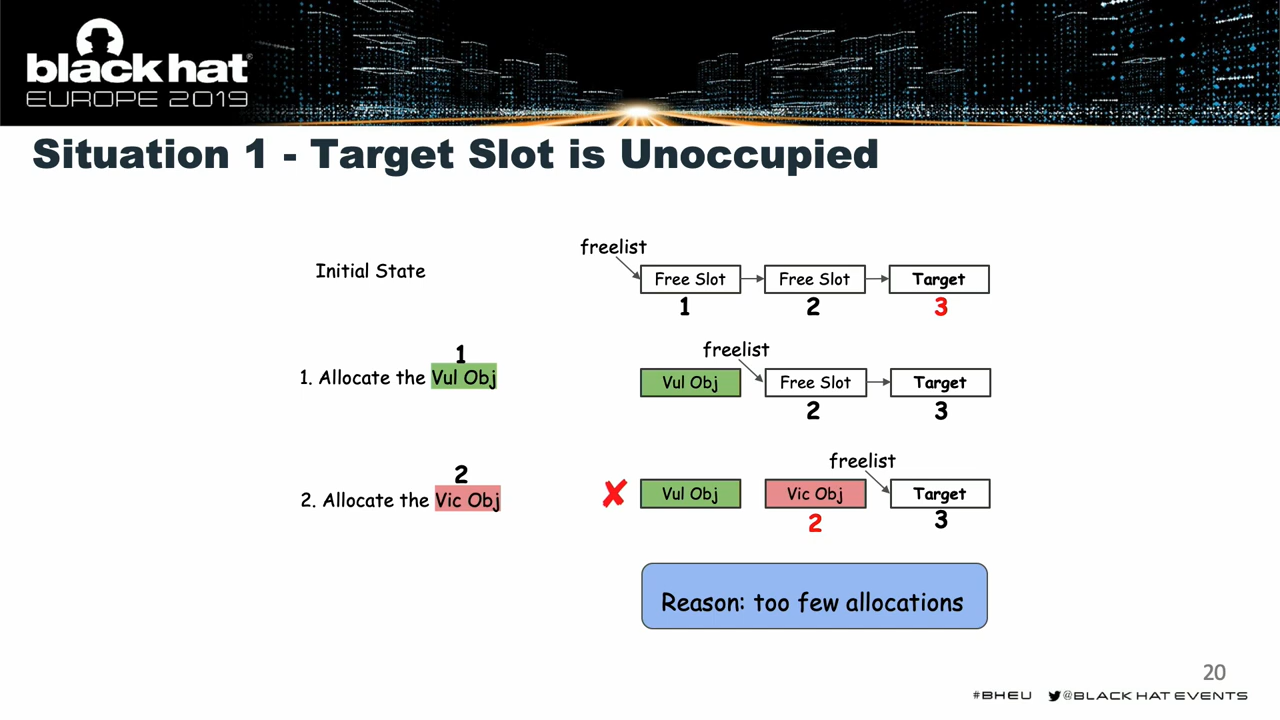 black hat
EUROPE 2019
Situation 1 - Target Slot is Unoccupied
freelist
Initial State
Free Slot
Free Slot
Target
1
2
3
1
freelist
1. Allocate the Vul Obj
Vul Obj
Free Slot
Target
2
3
2
freelist
2. Allocate the Vic Obj
✘
Vul Obj
Vic Obj
Target
2
3
Reason: too few allocations
20
#BHEU @BLACK HAT EVENTS